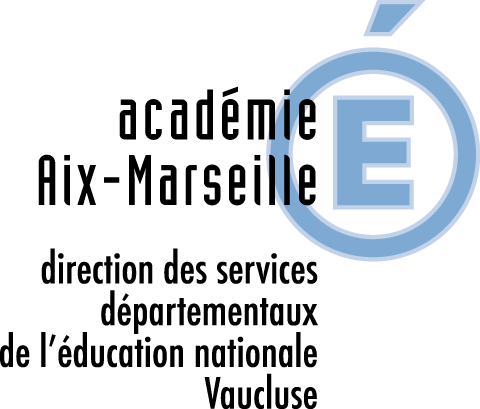 académie
Aix-Marseille
É
direction des services
départementaux
de l'éducation nationale
Vaucluse